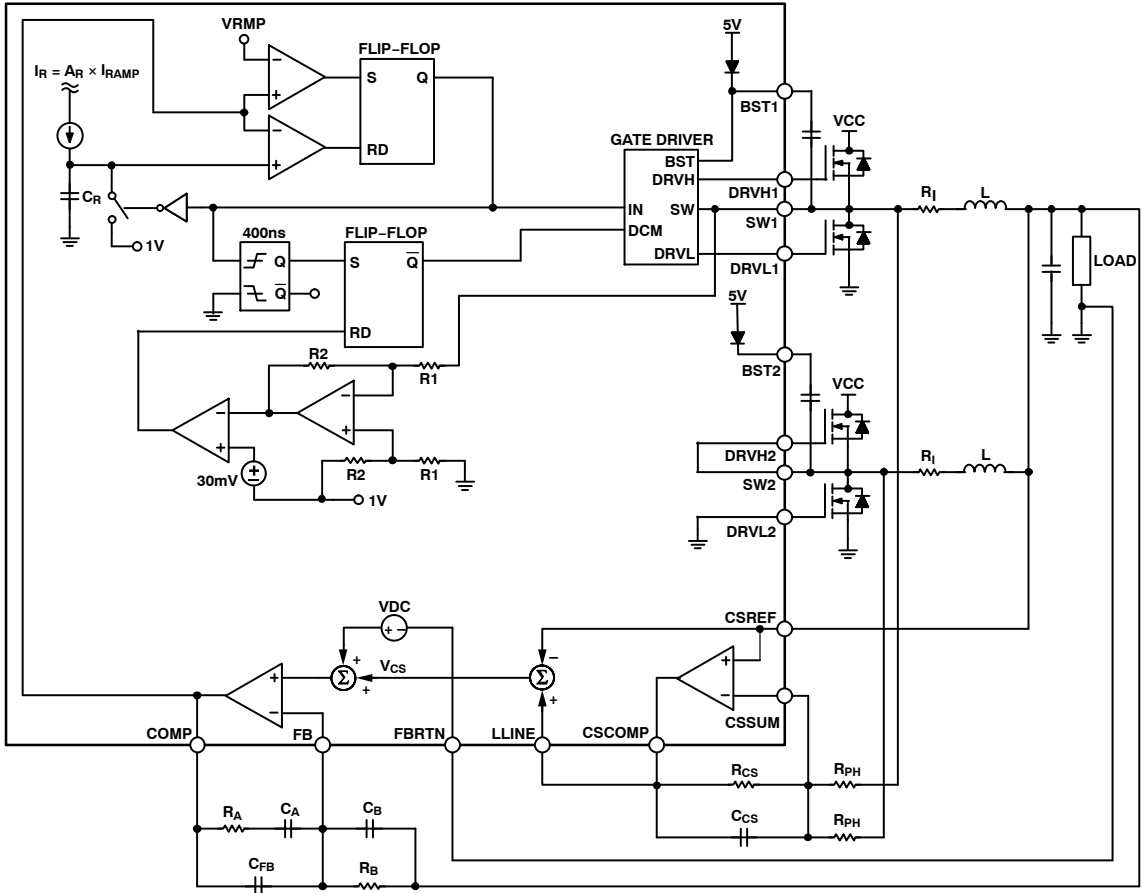 VRMP
FLIP–FLOP
I_R = A_R × I_RAMP
S
Q
RD
5V
BST1
VCC
GATE DRIVER
BST
DRVH
DRVH1
R_I
L
C_R
IN
SW
SW1
1V
DCM
400ns
FLIP–FLOP
Q
S
Q̅
DRVL
DRVL1
LOAD
Q̅
RD
5V
R2
R1
BST2
VCC
DRVH2
R_I
L
SW2
R2
R1
30mV
1V
DRVL2
VDC
CSREF
V_CS
Σ
Σ
COMP
FB
FBRTN
LLINE
CSCOMP
CSSUM
R_CS
R_PH
R_A
C_A
C_B
C_CS
R_PH
C_FB
R_B